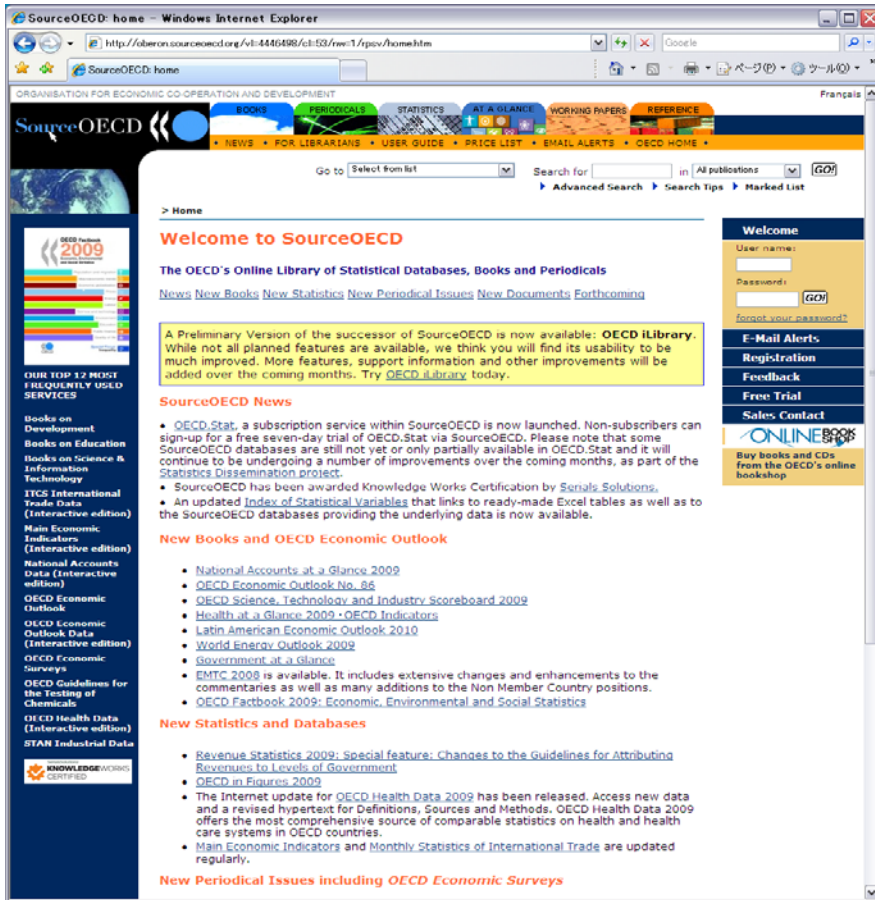 SourceOECD: home - Windows Internet Explorer
http://oberon.sourceoecd.org/vl=4446498/cl=53/nw=1/rpsv/home.htm
Google
SourceOECD: home
ページ(P)
ツール(O)
ORGANISATION FOR ECONOMIC CO-OPERATION AND DEVELOPMENT
Français
BOOKS PERIODICALS STATISTICS AT A GLANCE WORKING PAPERS REFERENCE
SourceOECD
• NEWS • FOR LIBRARIANS • USER GUIDE • PRICE LIST • EMAIL ALERTS • OECD HOME •
Go to Select from list
Search for in All publications GO!
Advanced Search Search Tips Marked List
> Home
Welcome to SourceOECD
The OECD's Online Library of Statistical Databases, Books and Periodicals
News New Books New Statistics New Periodical Issues New Documents Forthcoming
A Preliminary Version of the successor of SourceOECD is now available: OECD iLibrary.
While not all planned features are available, we think you will find its usability to be
much improved. More features, support information and other improvements will be
added over the coming months. Try OECD iLibrary today.
SourceOECD News
• OECD.Stat, a subscription service within SourceOECD is now launched. Non-subscribers can
sign-up for a free seven-day trial of OECD.Stat via SourceOECD. Please note that some
SourceOECD databases are still not yet or only partially available in OECD.Stat and it will
continue to be undergoing a number of improvements over the coming months, as part of the
Statistics Dissemination project.
• SourceOECD has been awarded Knowledge Works Certification by Serials Solutions.
• An updated Index of Statistical Variables that links to ready-made Excel tables as well as to
the SourceOECD databases providing the underlying data is now available.
New Books and OECD Economic Outlook
• National Accounts at a Glance 2009
• OECD Economic Outlook No. 86
• OECD Science, Technology and Industry Scoreboard 2009
• Health at a Glance 2009・OECD Indicators
• Latin American Economic Outlook 2010
• World Energy Outlook 2009
• Government at a Glance
• EMTC 2008 is available. It includes extensive changes and enhancements to the
commentaries as well as many additions to the Non Member Country positions.
• OECD Factbook 2009: Economic, Environmental and Social Statistics
New Statistics and Databases
• Revenue Statistics 2009: Special feature: Changes to the Guidelines for Attributing
Revenues to Levels of Government
• OECD in Figures 2009
• The Internet update for OECD Health Data 2009 has been released. Access new data
and a revised hypertext for Definitions, Sources and Methods. OECD Health Data 2009
offers the most comprehensive source of comparable statistics on health and health
care systems in OECD countries.
• Main Economic Indicators and Monthly Statistics of International Trade are updated
regularly.
New Periodical Issues including OECD Economic Surveys
OECD Factbook
2009
OUR TOP 12 MOST
FREQUENTLY USED
SERVICES
Books on
Development
Books on Education
Books on Science &
Information
Technology
ITCS International
Trade Data
(Interactive edition)
Main Economic
Indicators
(Interactive edition)
National Accounts
Data (Interactive
edition)
OECD Economic
Outlook
OECD Economic
Outlook Data
(Interactive edition)
OECD Economic
Surveys
OECD Guidelines for
the Testing of
Chemicals
OECD Health Data
(Interactive edition)
STAN Industrial Data
KNOWLEDGEWORKS
CERTIFIED
Welcome
User name:
Password:
GO!
forgot your password?
E-Mail Alerts
Registration
Feedback
Free Trial
Sales Contact
ONLINE BOOK
SHOP
Buy books and CDs
from the OECD's online
bookshop